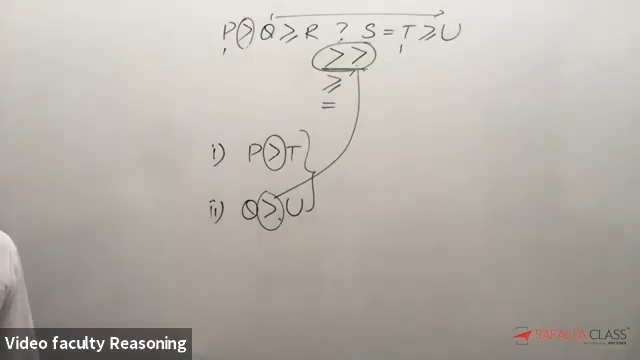 P > Q ≥ R ? S = T ≥ U
> ?
≥
=
i) P > T
ii) Q ≥ U
Video faculty Reasoning
SAFALTA CLASS